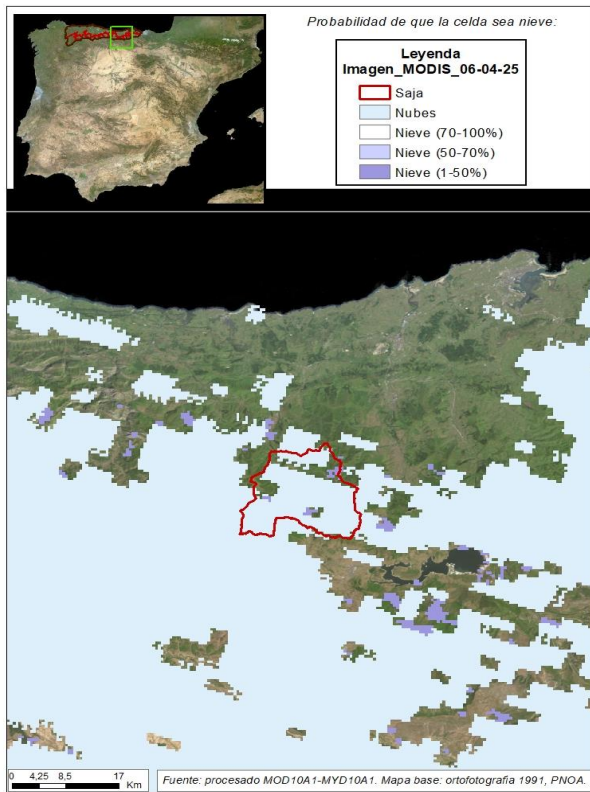 Probabilidad de que la celda sea nieve:
Leyenda
Imagen_MODIS_06-04-25
Saja
Nubes
Nieve (70-100%)
Nieve (50-70%)
Nieve (1-50%)
0 4,25 8,5 17
Km
Fuente: procesado MOD10A1-MYD10A1. Mapa base: ortofotografia 1991, PNOA.